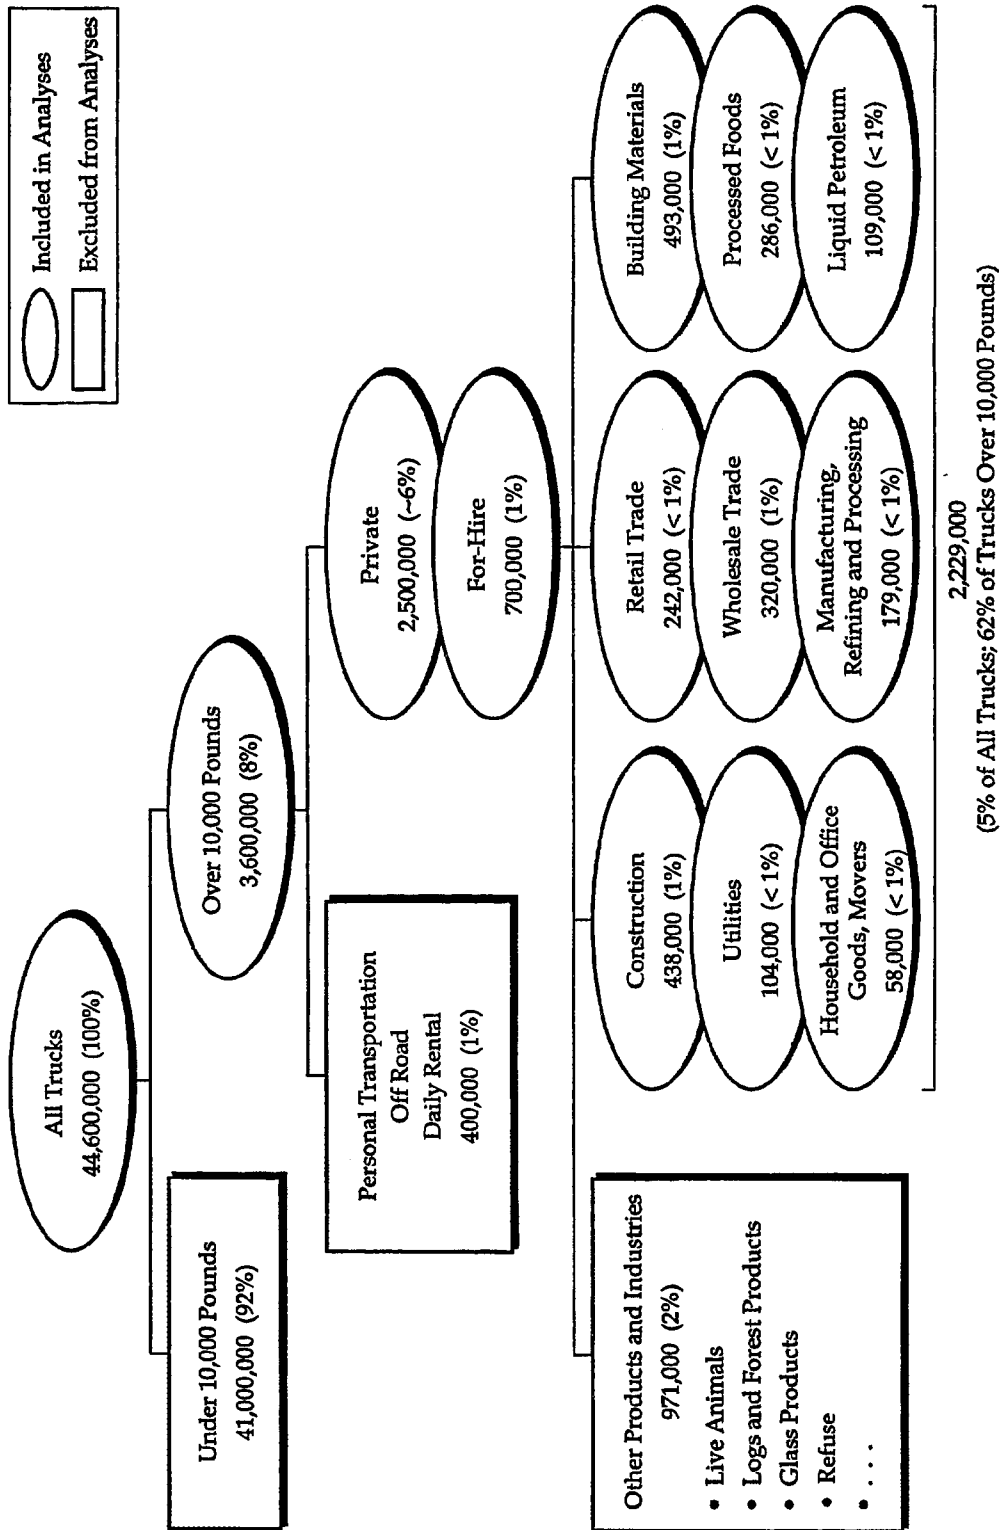 Included in Analyses
Excluded from Analyses
All Trucks
44,600,000 (100%)
Under 10,000 Pounds
41,000,000 (92%)
Over 10,000 Pounds
3,600,000 (8%)
Personal Transportation
Off Road
Daily Rental
400,000 (1%)
Private
2,500,000 (~6%)
For-Hire
700,000 (1%)
Other Products and Industries
971,000 (2%)
• Live Animals
• Logs and Forest Products
• Glass Products
• Refuse
• . . . .
Construction
438,000 (1%)
Utilities
104,000 (< 1%)
Household and Office
Goods, Movers
58,000 (< 1%)
Retail Trade
242,000 (< 1%)
Wholesale Trade
320,000 (1%)
Manufacturing,
Refining and Processing
179,000 (< 1%)
Building Materials
493,000 (1%)
Processed Foods
286,000 (< 1%)
Liquid Petroleum
109,000 (< 1%)
2,229,000
(5% of All Trucks; 62% of Trucks Over 10,000 Pounds)